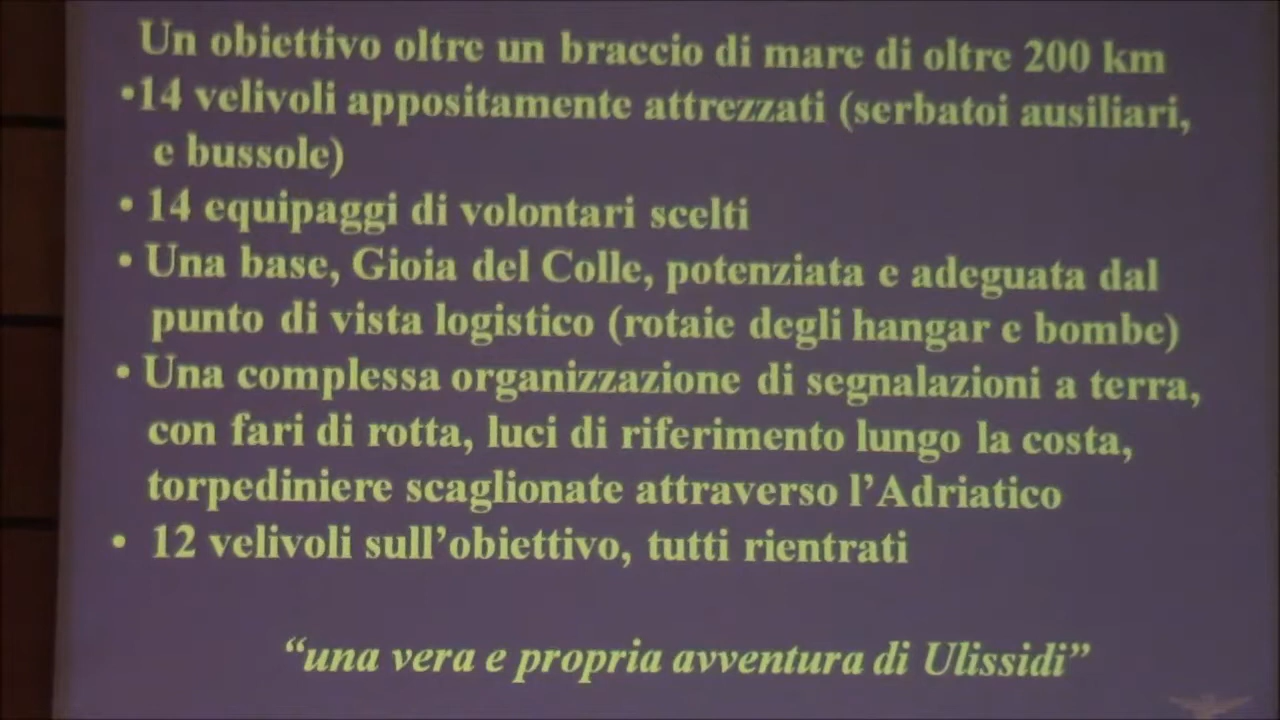 Un obiettivo oltre un braccio di mare di oltre 200 km
•14 velivoli appositamente attrezzati (serbatoi ausiliari,
e bussole)
• 14 equipaggi di volontari scelti
• Una base, Gioia del Colle, potenziata e adeguata dal
punto di vista logistico (rotaie degli hangar e bombe)
• Una complessa organizzazione di segnalazioni a terra,
con fari di rotta, luci di riferimento lungo la costa,
torpediniere scaglionate attraverso l’Adriatico
• 12 velivoli sull’obiettivo, tutti rientrati
“una vera e propria avventura di Ulissidi”